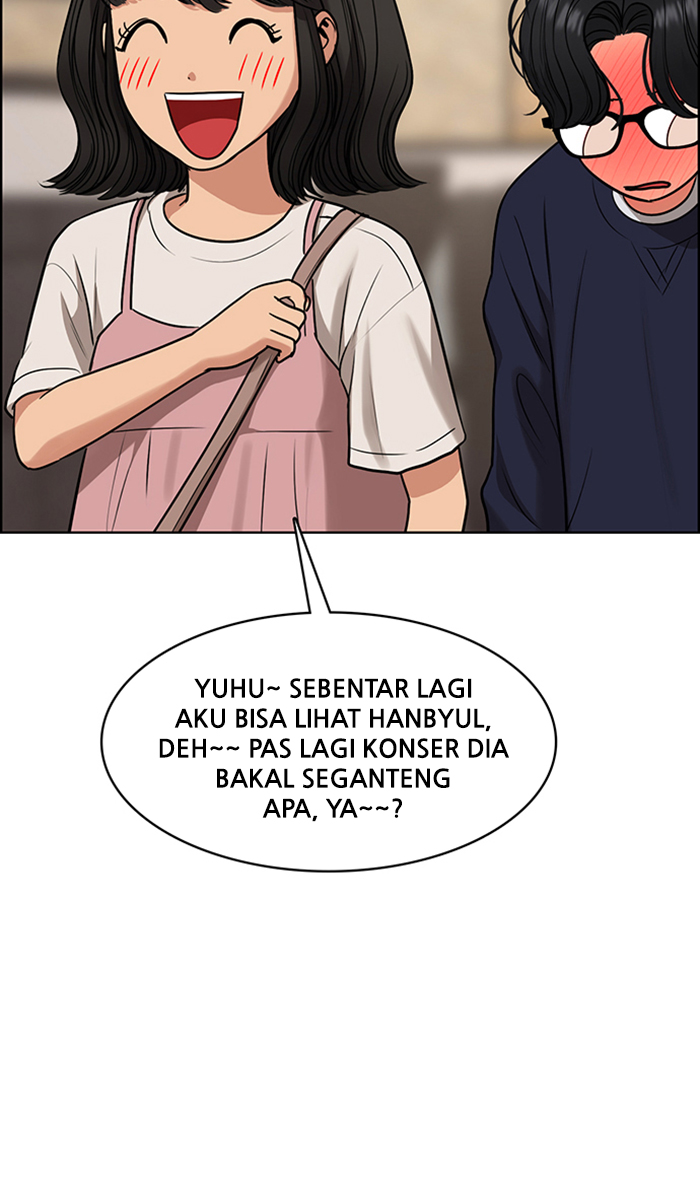 YUHU~ SEBENTAR LAGI
AKU BISA LIHAT HANBYUL,
DEH~~ PAS LAGI KONSER DIA
BAKAL SEGANTENG
APA, YA~~?